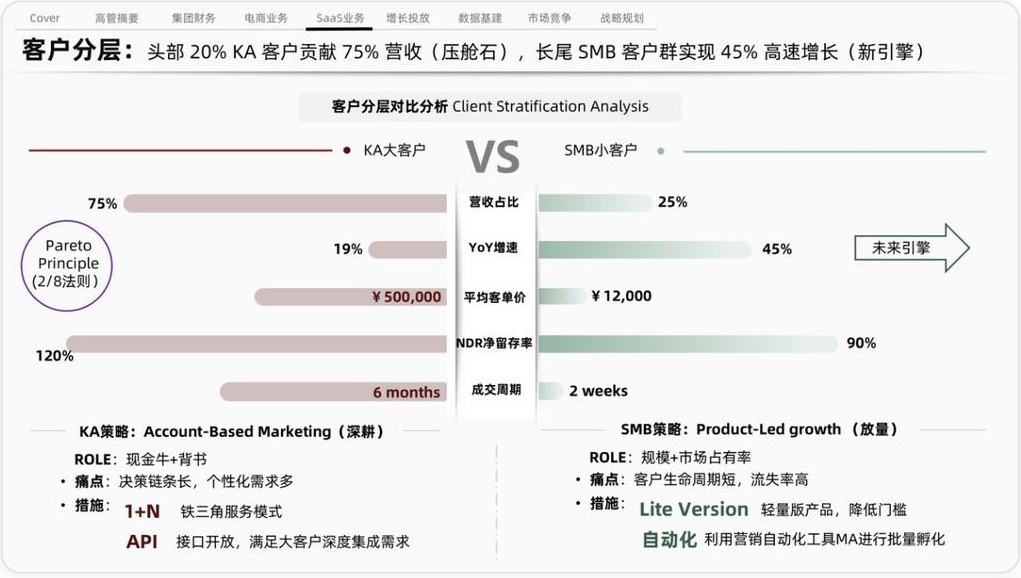 Cover 高管摘要 集团财务 电商业务 SaaS业务 增长投放 数据基建 市场竞争 战略规划
客户分层：头部 20% KA 客户贡献 75% 营收（压舱石），长尾 SMB 客户群实现 45% 高速增长（新引擎）
客户分层对比分析 Client Stratification Analysis
KA大客户 VS SMB小客户
75% 营收占比 25%
19% YoY增速 45%
¥ 500,000 平均客单价 ¥ 12,000
120% NDR净留存率 90%
6 months 成交周期 2 weeks
Pareto
Principle
(2/8法则)
未来引擎
KA策略：Account-Based Marketing（深耕）
ROLE：现金牛+背书
• 痛点：决策链条长，个性化需求多
• 措施：
1+N 铁三角服务模式
API 接口开放，满足大客户深度集成需求
SMB策略：Product-Led growth （放量）
ROLE：规模+市场占有率
• 痛点：客户生命周期短，流失率高
• 措施：
Lite Version 轻量版产品，降低门槛
自动化 利用营销自动化工具MA进行批量孵化